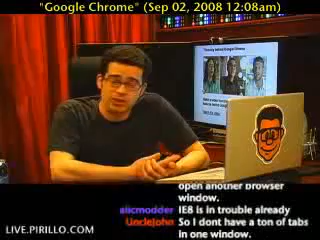 "Google Chrome" (Sep 02, 2008 12:08am)
open another browser
window.
alicmodder IE8 is in trouble already
UncleJohn So I dont have a ton of tabs
in one window.
LIVE.PIRILLO.COM